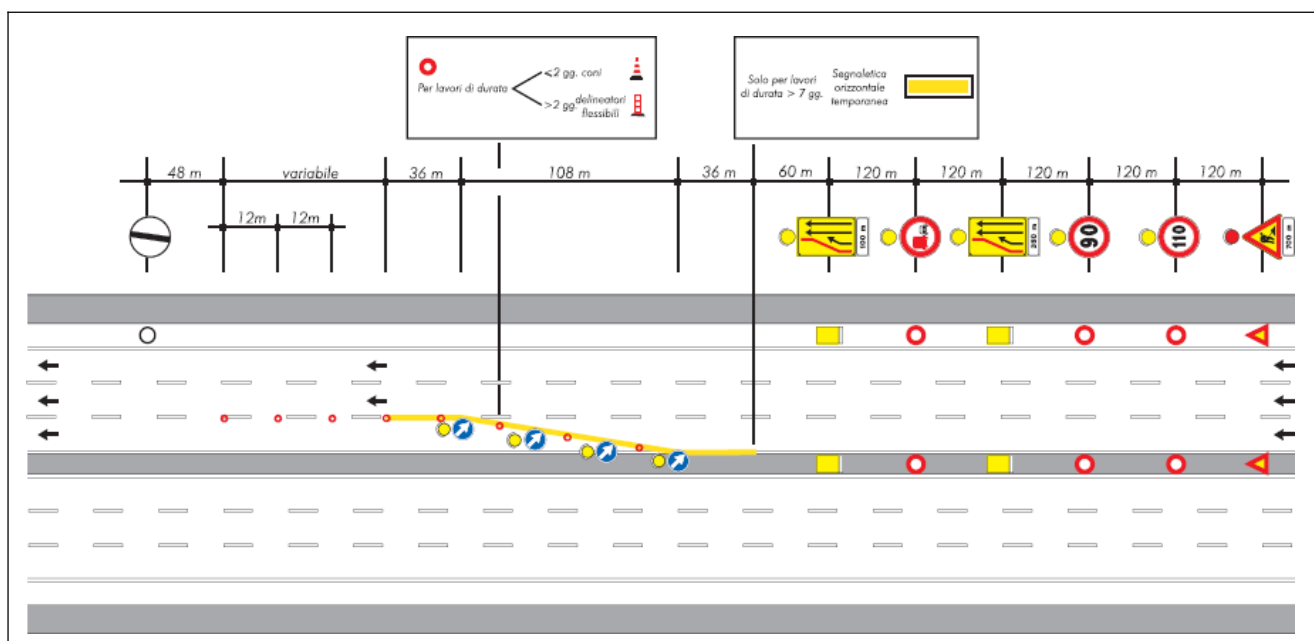 Per lavori di durata
<2 gg. coni
>2 gg. delineatori
flessibili
Solo per lavori
di durata > 7 gg.
Segnaletica
orizzontale
temporanea
48 m
variabile
36 m
108 m
36 m
60 m
120 m
120 m
120 m
120 m
120 m
12m
12m
100 m
90
110
700 m